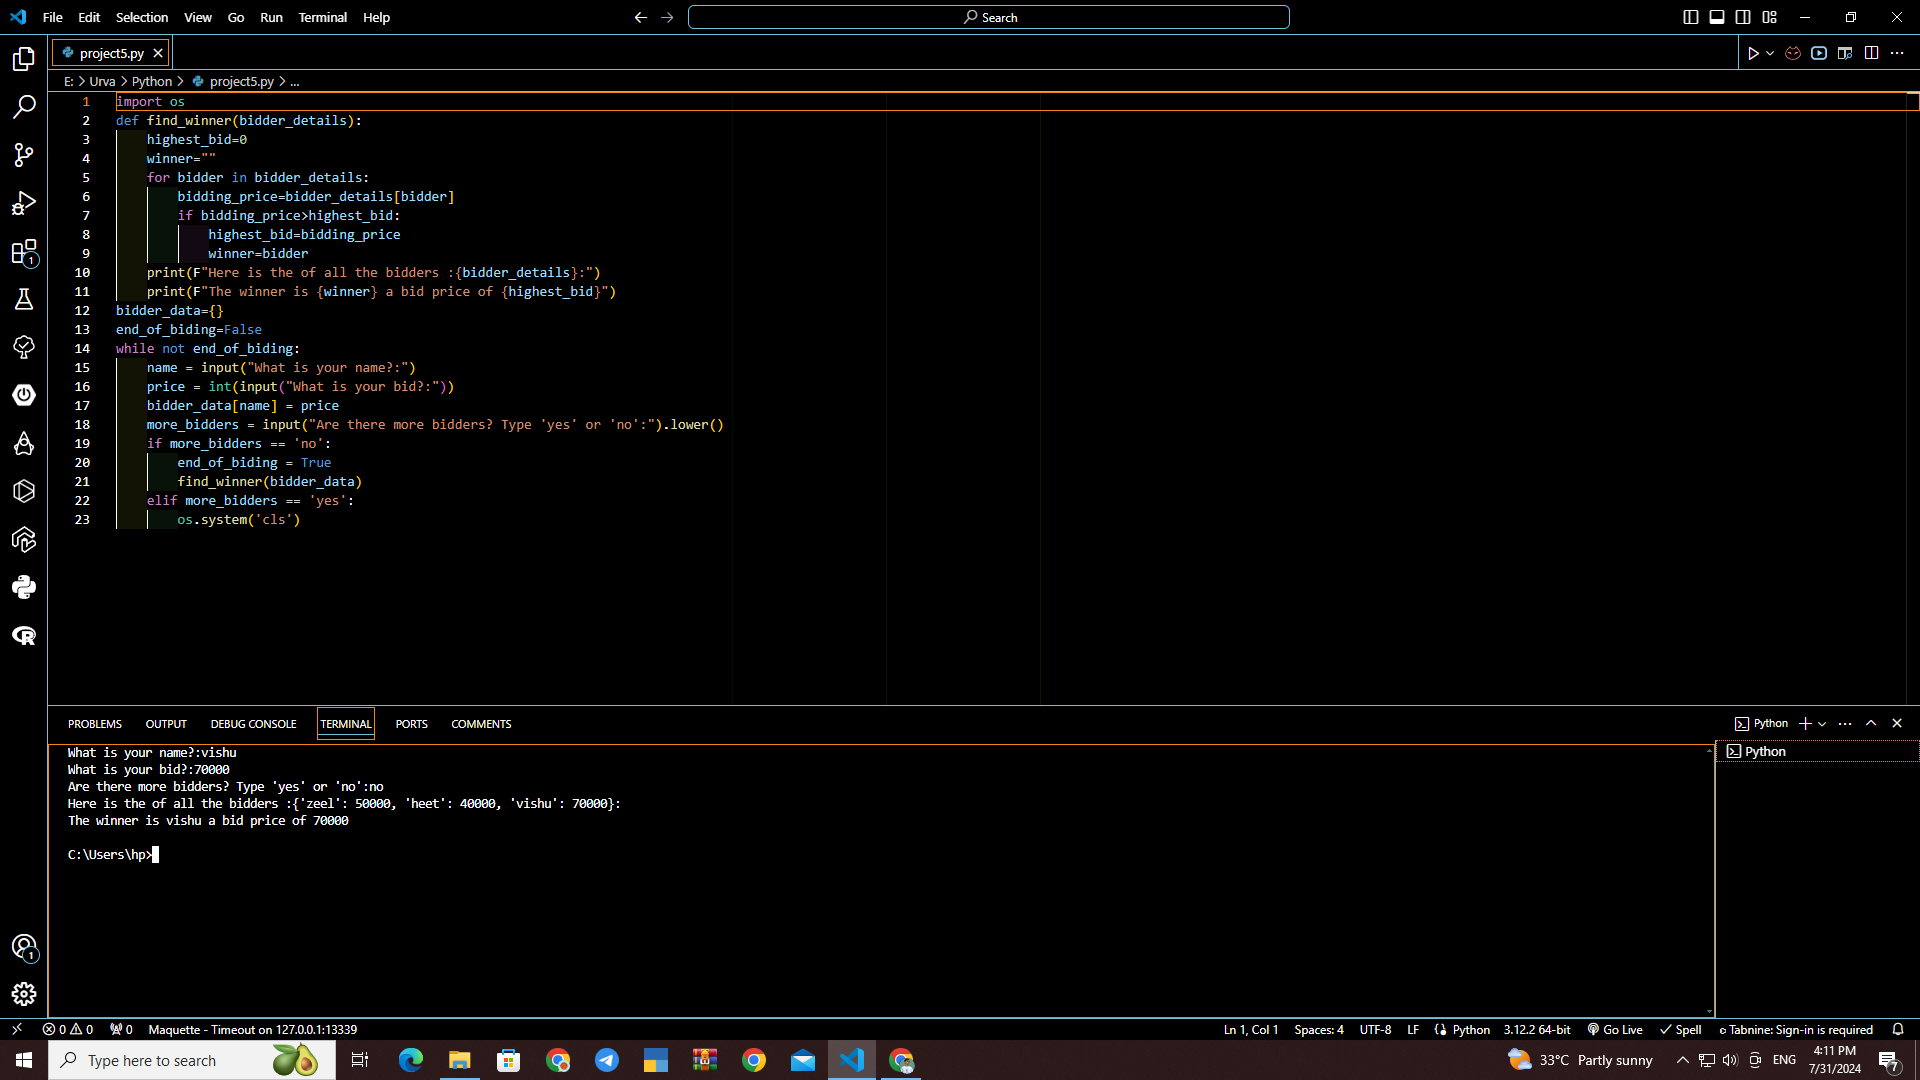 File Edit Selection View Go Run Terminal Help
Search
project5.py
E: > Urva > Python > project5.py > ...
1 import os
2 def find_winner(bidder_details):
3     highest_bid=0
4     winner=""
5     for bidder in bidder_details:
6         bidding_price=bidder_details[bidder]
7         if bidding_price>highest_bid:
8             highest_bid=bidding_price
9             winner=bidder
10     print(F"Here is the of all the bidders :{bidder_details}:")
11     print(F"The winner is {winner} a bid price of {highest_bid}")
12 bidder_data={}
13 end_of_biding=False
14 while not end_of_biding:
15     name = input("What is your name?:")
16     price = int(input("What is your bid?:"))
17     bidder_data[name] = price
18     more_bidders = input("Are there more bidders? Type 'yes' or 'no':").lower()
19     if more_bidders == 'no':
20         end_of_biding = True
21         find_winner(bidder_data)
22     elif more_bidders == 'yes':
23         os.system('cls')
1
PROBLEMS OUTPUT DEBUG CONSOLE TERMINAL PORTS COMMENTS
Python
Python
What is your name?:vishu
What is your bid?:70000
Are there more bidders? Type 'yes' or 'no':no
Here is the of all the bidders :{'zeel': 50000, 'heet': 40000, 'vishu': 70000}:
The winner is vishu a bid price of 70000
C:\Users\hp>
1
0 0 0 Maquette - Timeout on 127.0.0.1:13339 Ln 1, Col 1 Spaces: 4 UTF-8 LF Python 3.12.2 64-bit Go Live Spell Tabnine: Sign-in is required
Type here to search
33°C Partly sunny ENG
4:11 PM
7/31/2024
7